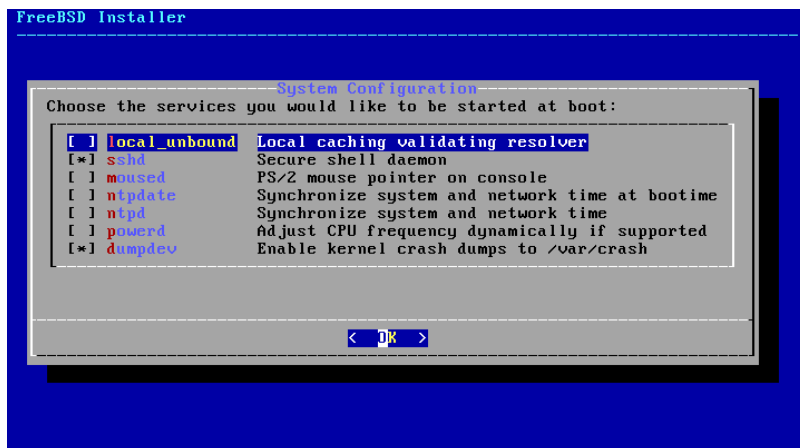 FreeBSD Installer
System Configuration
Choose the services you would like to be started at boot:
[ ] local_unbound Local caching validating resolver
[*] sshd Secure shell daemon
[ ] moused PS/2 mouse pointer on console
[ ] ntpdate Synchronize system and network time at bootime
[ ] ntpd Synchronize system and network time
[ ] powerd Adjust CPU frequency dynamically if supported
[*] dumpdev Enable kernel crash dumps to /var/crash
< OK >